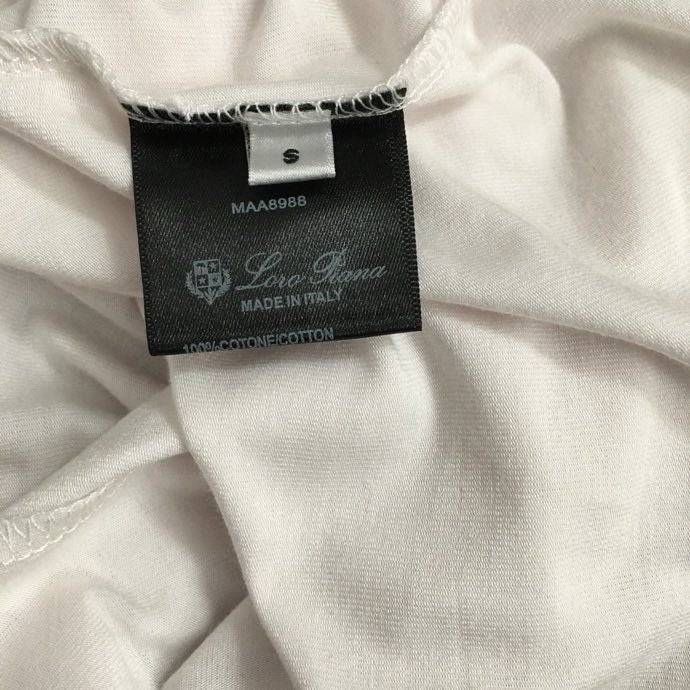 S
MAA8988
Loro Piana
MADE IN ITALY
100%COTONE/COTTON